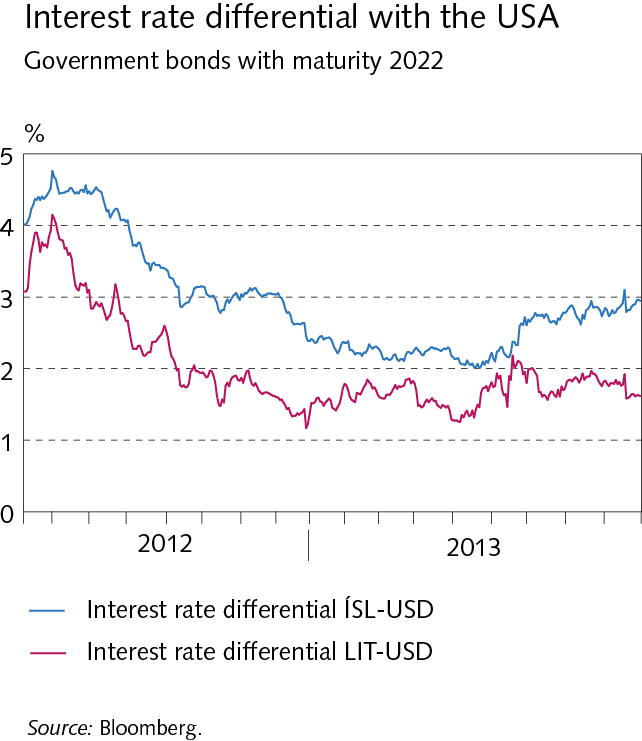 Interest rate differential with the USA
Government bonds with maturity 2022
%
5
4
3
2
1
0
2012
2013
Interest rate differential ÍSL-USD
Interest rate differential LIT-USD
Source: Bloomberg.